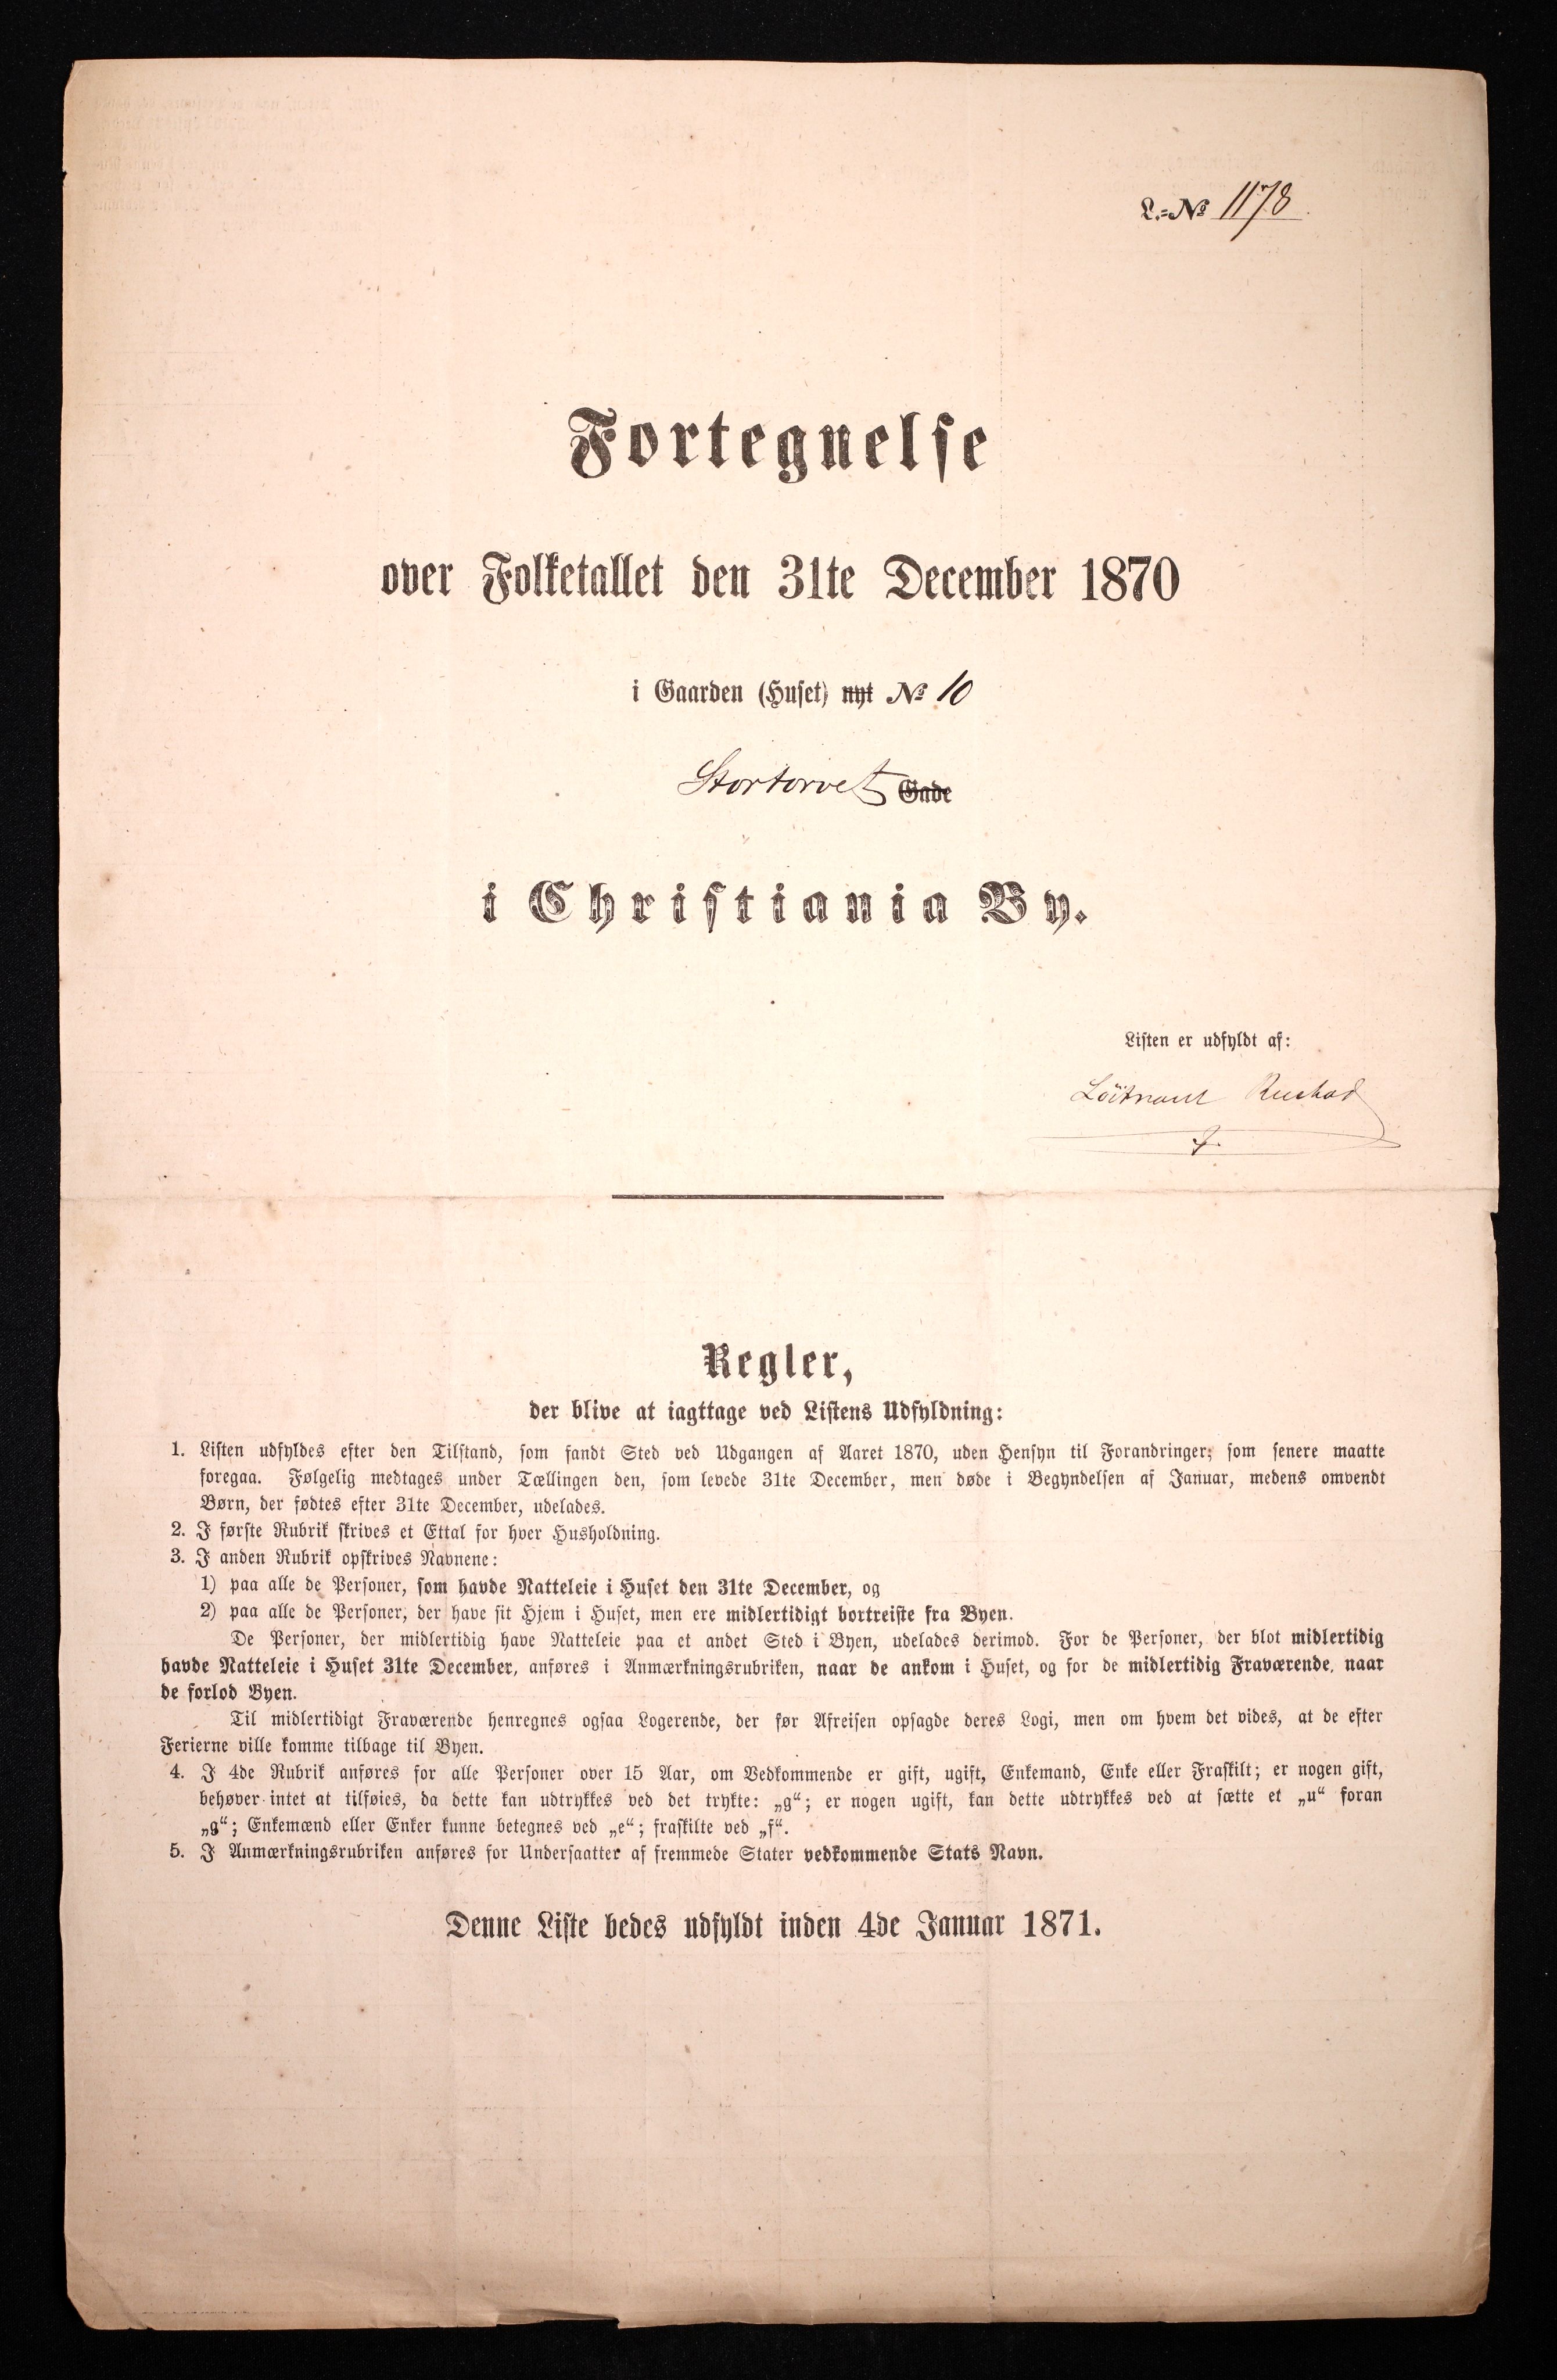 L.=No 1178.
Fortegnelse
over Folketallet den 31te December 1870
i Gaarden (Huset) nyt No 10
Stortorvet Gade
i Christiania By.
Listen er udfyldt af:
Löitnant Rustad
Regler,
der blive at iagttage ved Listens Udfyldning:
1. Listen udfyldes efter den Tilstand, som fandt Sted ved Udgangen af Aaret 1870, uden Hensyn til Forandringer; som senere maatte
foregaa. Følgelig medtages under Tællingen den, som levede 31te December, men døde i Begyndelsen af Januar, medens omvendt
Børn, der fødtes efter 31te December, udelades.
2. I første Rubrik skrives et Ettal for hver Husholdning.
3. I anden Rubrik opskrives Navnene:
1) paa alle de Personer, som havde Natteleie i Huset den 31te December, og
2) paa alle de Personer, der have sit Hjem i Huset, men ere midlertidigt bortreiste fra Byen.
De Personer, der midlertidig have Natteleie paa et andet Sted i Byen, udelades derimod. For de Personer, der blot midlertidig
havde Natteleie i Huset 31te December, anføres i Anmærkningsrubriken, naar de ankom i Huset, og for de midlertidig Fraværende, naar
de forlod Byen.
Til midlertidigt Fraværende henregnes ogsaa Logerende, der før Afreisen opsagde deres Logi, men om hvem det vides, at de efter
Ferierne ville komme tilbage til Byen.
4. I 4de Rubrik anføres for alle Personer over 15 Aar, om Vedkommende er gift, ugift, Enkemand, Enke eller Fraskilt; er nogen gift,
behøver intet at tilføies, da dette kan udtrykkes ved det trykte: „g“; er nogen ugift, kan dette udtrykkes ved at sætte et „u“ foran
„g“; Enkemænd eller Enker kunne betegnes ved „e“; fraskilte ved „f“.
5. I Anmærkningsrubriken anføres for Undersaatter af fremmede Stater vedkommende Stats Navn.
Denne Liste bedes udfyldt inden 4de Januar 1871.